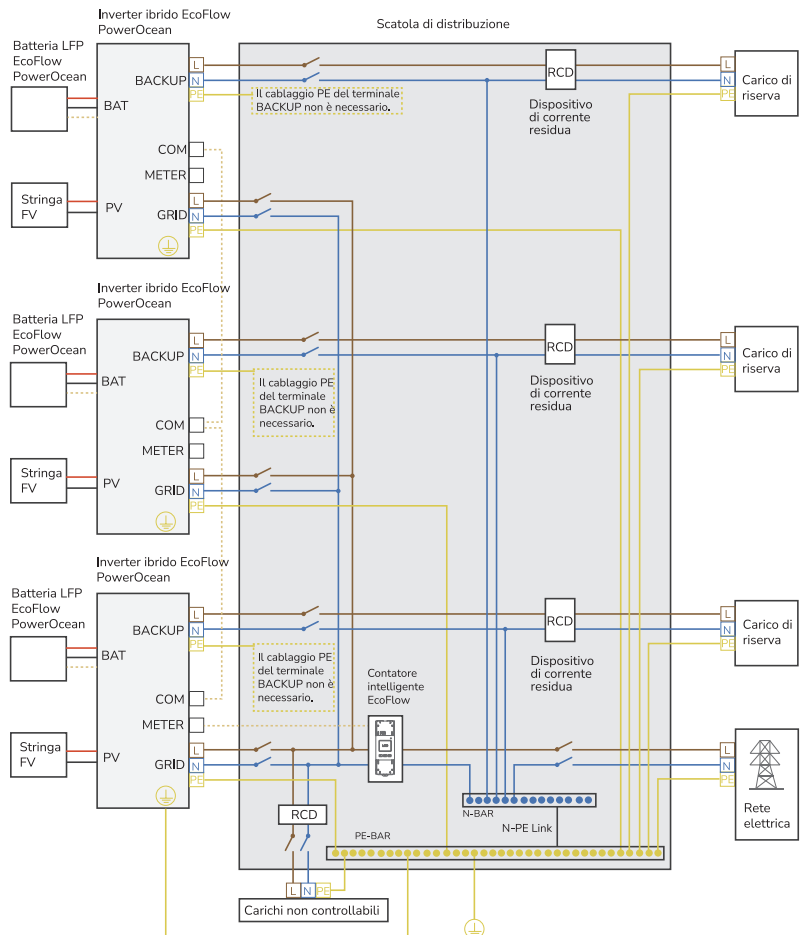 Inverter ibrido EcoFlow
PowerOcean
Scatola di distribuzione
Batteria LFP
EcoFlow
PowerOcean
BAT
BACKUP
L
N
PE
Il cablaggio PE del terminale
BACKUP non è necessario.
RCD
Dispositivo
di corrente
residua
L
N
PE
Carico di
riserva
COM
METER
Stringa
FV
PV
GRID
L
N
PE
Inverter ibrido EcoFlow
PowerOcean
Batteria LFP
EcoFlow
PowerOcean
BAT
BACKUP
L
N
PE
Il cablaggio PE
del terminale
BACKUP non è
necessario.
RCD
Dispositivo
di corrente
residua
L
N
PE
Carico di
riserva
COM
METER
Stringa
FV
PV
GRID
L
N
PE
Inverter ibrido EcoFlow
PowerOcean
Batteria LFP
EcoFlow
PowerOcean
BAT
BACKUP
L
N
PE
Il cablaggio PE
del terminale
BACKUP non è
necessario.
RCD
Dispositivo
di corrente
residua
L
N
PE
Carico di
riserva
Contatore
intelligente
EcoFlow
COM
METER
Stringa
FV
PV
GRID
L
N
PE
L
N
PE
Rete
elettrica
RCD
N-BAR
N-PE Link
PE-BAR
L
N
PE
Carichi non controllabili